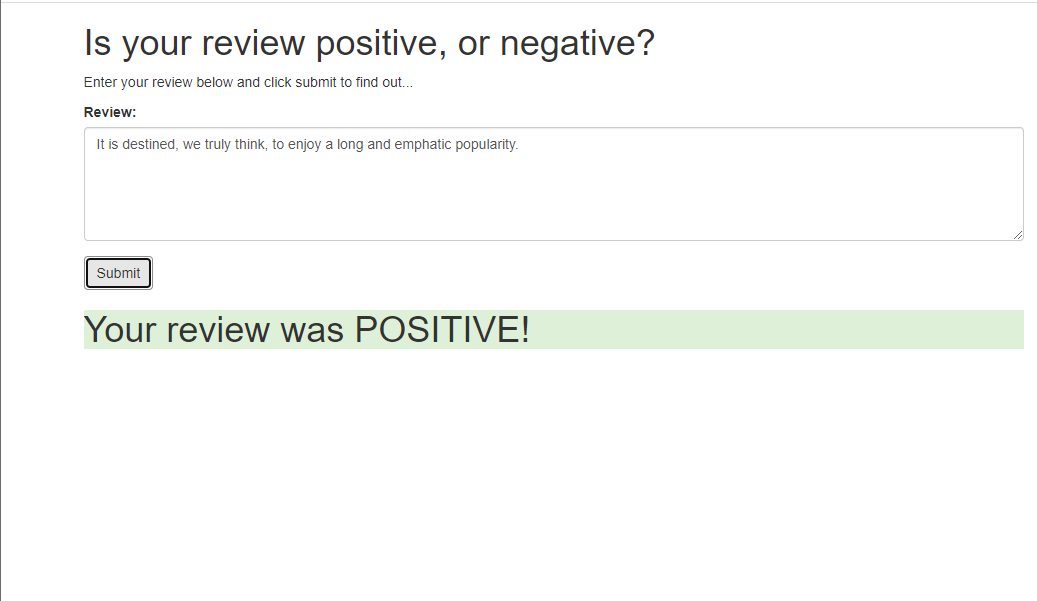 Is your review positive, or negative?
Enter your review below and click submit to find out...
Review:
It is destined, we truly think, to enjoy a long and emphatic popularity.
Submit
Your review was POSITIVE!